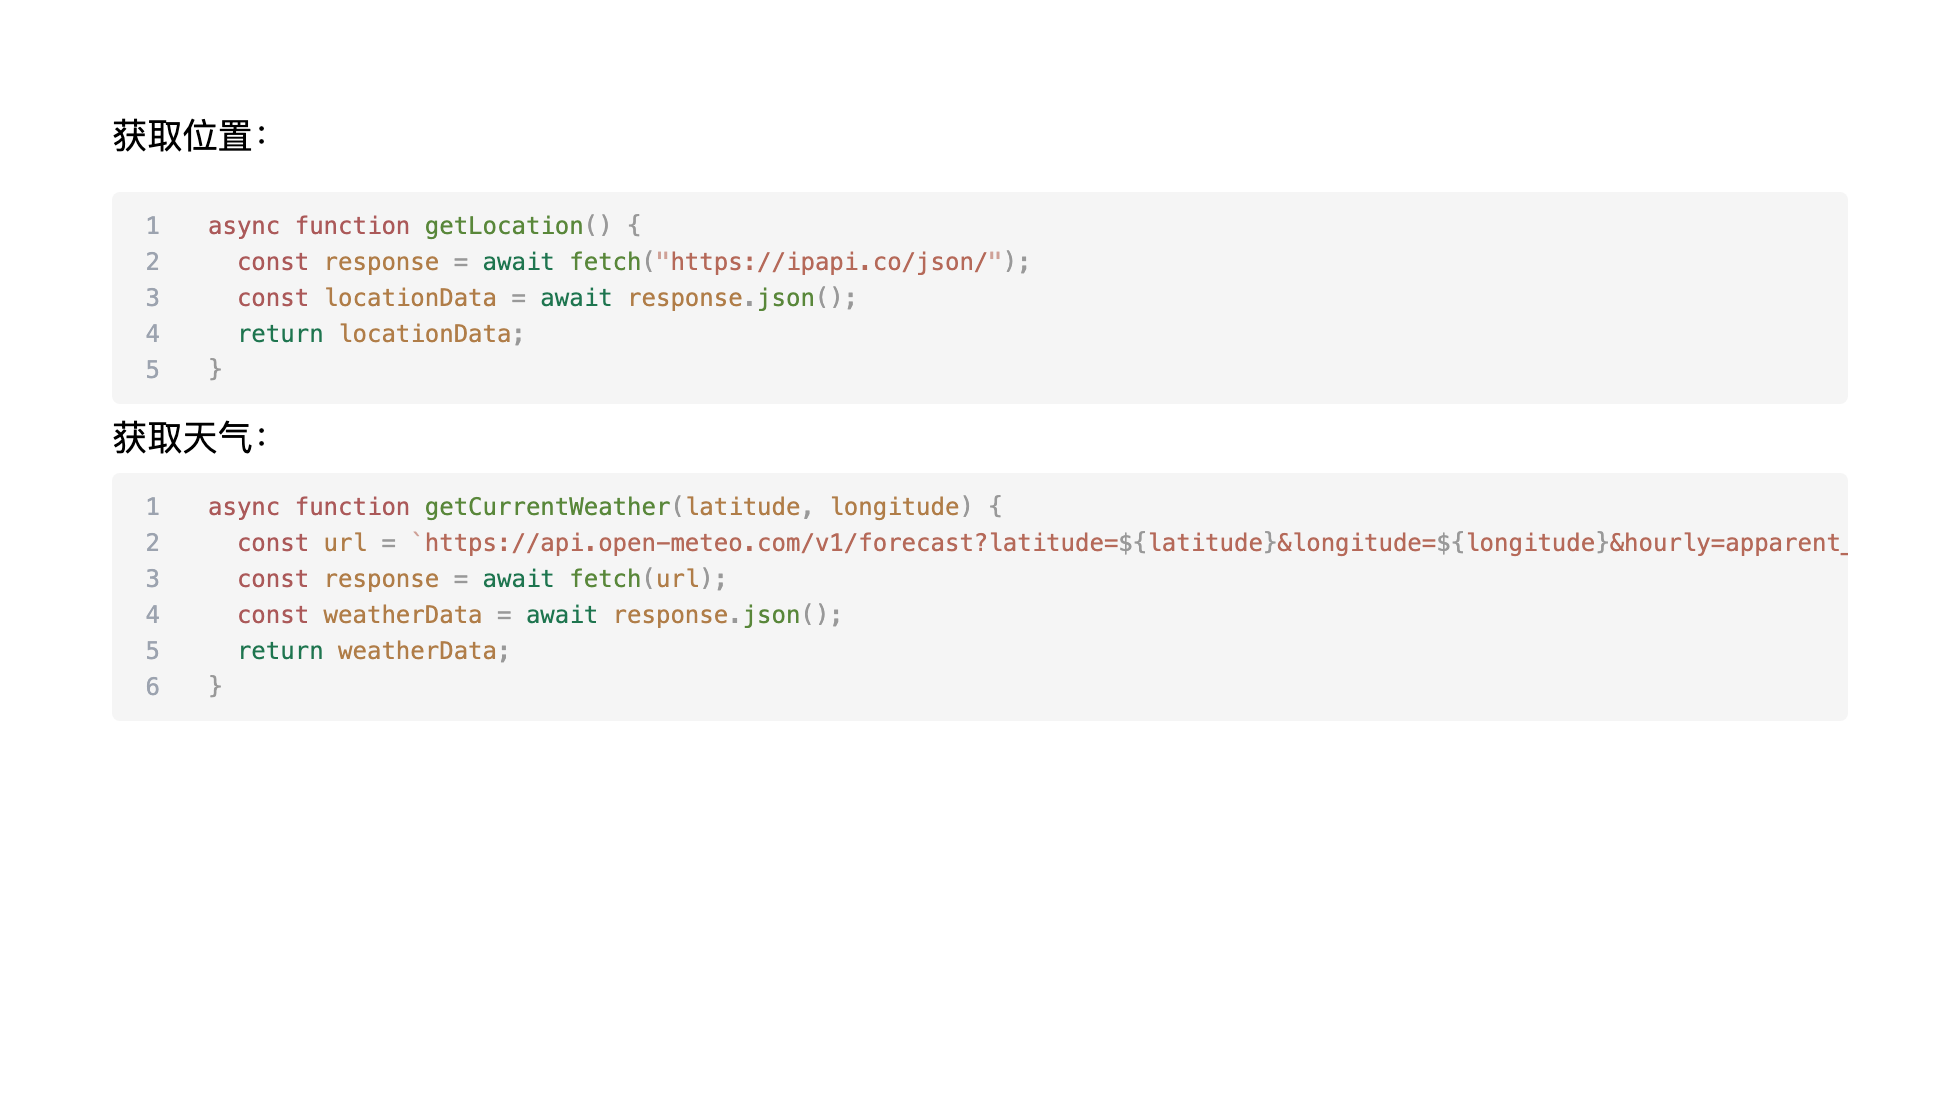 获取位置：
1 async function getLocation() {
2 const response = await fetch("https://ipapi.co/json/");
3 const locationData = await response.json();
4 return locationData;
5 }
获取天气：
1 async function getCurrentWeather(latitude, longitude) {
2 const url = `https://api.open-meteo.com/v1/forecast?latitude=${latitude}&longitude=${longitude}&hourly=apparent_
3 const response = await fetch(url);
4 const weatherData = await response.json();
5 return weatherData;
6 }